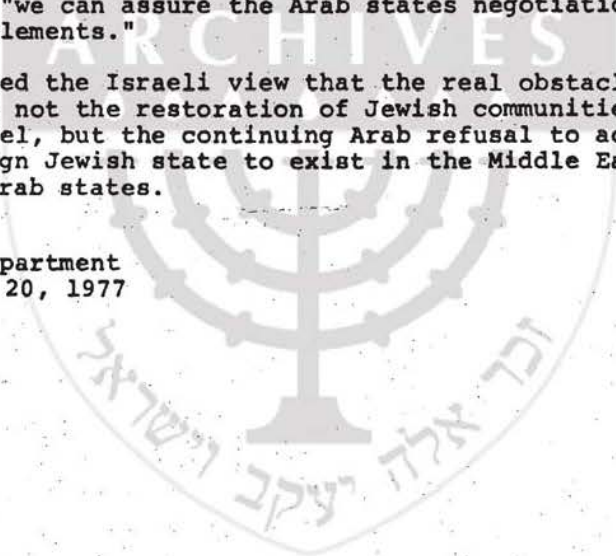 "we can assure the Arab states negotiatio
lements."
ARCHIVES
ed the Israeli view that the real obstacl
not the restoration of Jewish communiti
el, but the continuing Arab refusal to a
gn Jewish state to exist in the Middle Ea
rab states.
partment
20, 1977
זכר אלה יעקב וישראל